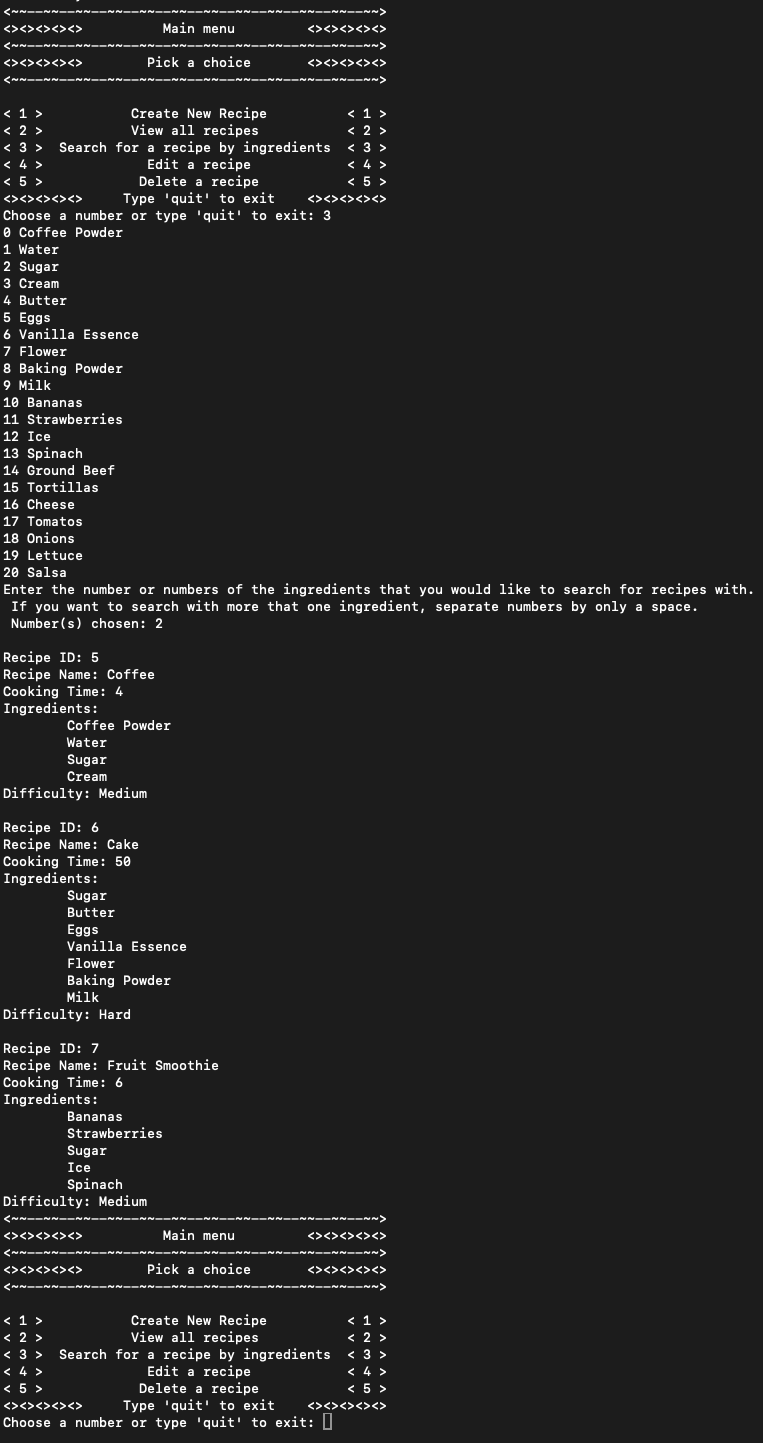 <~~——~~——~~——~~——~~——~~——~~——~~——~~——~~——~~——~~>
<><><><><> Main menu <><><><><>
<~~——~~——~~——~~——~~——~~——~~——~~——~~——~~——~~——~~>
<><><><><> Pick a choice <><><><><>
<~~——~~——~~——~~——~~——~~——~~——~~——~~——~~——~~——~~>
< 1 > Create New Recipe < 1 >
< 2 > View all recipes < 2 >
< 3 > Search for a recipe by ingredients < 3 >
< 4 > Edit a recipe < 4 >
< 5 > Delete a recipe < 5 >
<><><><><> Type 'quit' to exit <><><><><>
Choose a number or type 'quit' to exit: 3
0 Coffee Powder
1 Water
2 Sugar
3 Cream
4 Butter
5 Eggs
6 Vanilla Essence
7 Flower
8 Baking Powder
9 Milk
10 Bananas
11 Strawberries
12 Ice
13 Spinach
14 Ground Beef
15 Tortillas
16 Cheese
17 Tomatos
18 Onions
19 Lettuce
20 Salsa
Enter the number or numbers of the ingredients that you would like to search for recipes with.
If you want to search with more that one ingredient, separate numbers by only a space.
Number(s) chosen: 2
Recipe ID: 5
Recipe Name: Coffee
Cooking Time: 4
Ingredients:
Coffee Powder
Water
Sugar
Cream
Difficulty: Medium
Recipe ID: 6
Recipe Name: Cake
Cooking Time: 50
Ingredients:
Sugar
Butter
Eggs
Vanilla Essence
Flower
Baking Powder
Milk
Difficulty: Hard
Recipe ID: 7
Recipe Name: Fruit Smoothie
Cooking Time: 6
Ingredients:
Bananas
Strawberries
Sugar
Ice
Spinach
Difficulty: Medium
<~~——~~——~~——~~——~~——~~——~~——~~——~~——~~——~~——~~>
<><><><><> Main menu <><><><><>
<~~——~~——~~——~~——~~——~~——~~——~~——~~——~~——~~——~~>
<><><><><> Pick a choice <><><><><>
<~~——~~——~~——~~——~~——~~——~~——~~——~~——~~——~~——~~>
< 1 > Create New Recipe < 1 >
< 2 > View all recipes < 2 >
< 3 > Search for a recipe by ingredients < 3 >
< 4 > Edit a recipe < 4 >
< 5 > Delete a recipe < 5 >
<><><><><> Type 'quit' to exit <><><><><>
Choose a number or type 'quit' to exit: